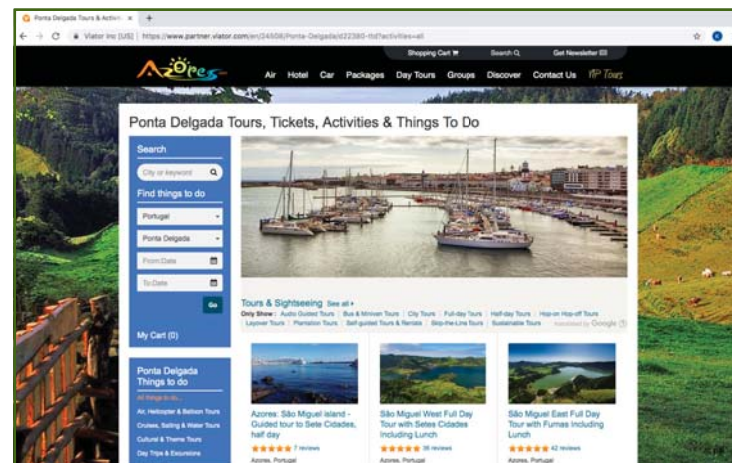 Ponta Delgada Tours & Activiti
Viator Inc [US] | https://www.partner.viator.com/en/24508/Ponta-Delgada/d22380-ttd?activities=all
Shopping Cart Search Get Newsletter
Azores
Air Hotel Car Packages Day Tours Groups Discover Contact Us VIP Tours
Ponta Delgada Tours, Tickets, Activities & Things To Do
Search
City or keyword
Find things to do
Portugal
Ponta Delgada
From Date
To Date
Go
My Cart (0)
Tours & Sightseeing See all
Only Show: Audio Guided Tours | Bus & Minivan Tours | City Tours | Full-day Tours | Half-day Tours | Hop-on Hop-off Tours
Layover Tours | Plantation Tours | Self-guided Tours & Rentals | Skip-the-Line Tours | Sustainable Tours translated by Google
Ponta Delgada
Things to do
All things to do...
Air, Helicopter & Balloon Tours
Cruises, Sailing & Water Tours
Cultural & Theme Tours
Day Trips & Excursions
Azores: São Miguel island -
Guided tour to Sete Cidades,
half day
7 reviews
Azores, Portugal
São Miguel West Full Day
Tour with Setes Cidades
Including Lunch
36 reviews
Azores, Portugal
São Miguel East Full Day
Tour with Furnas Including
Lunch
42 reviews
Azores, Portugal